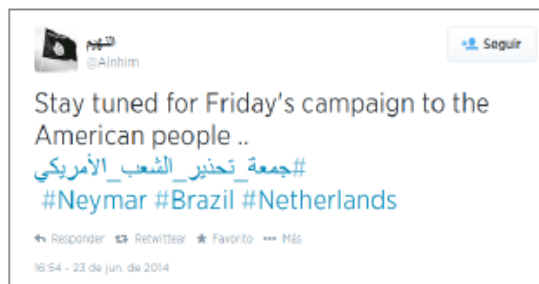 النهيم
@Alnhim
Seguir
Stay tuned for Friday's campaign to the
American people ..
#جمعة_تحذير_الشعب_الأمريكي
#Neymar #Brazil #Netherlands
Responder Retwittear Favorito Más
16:54 - 23 de jun. de 2014